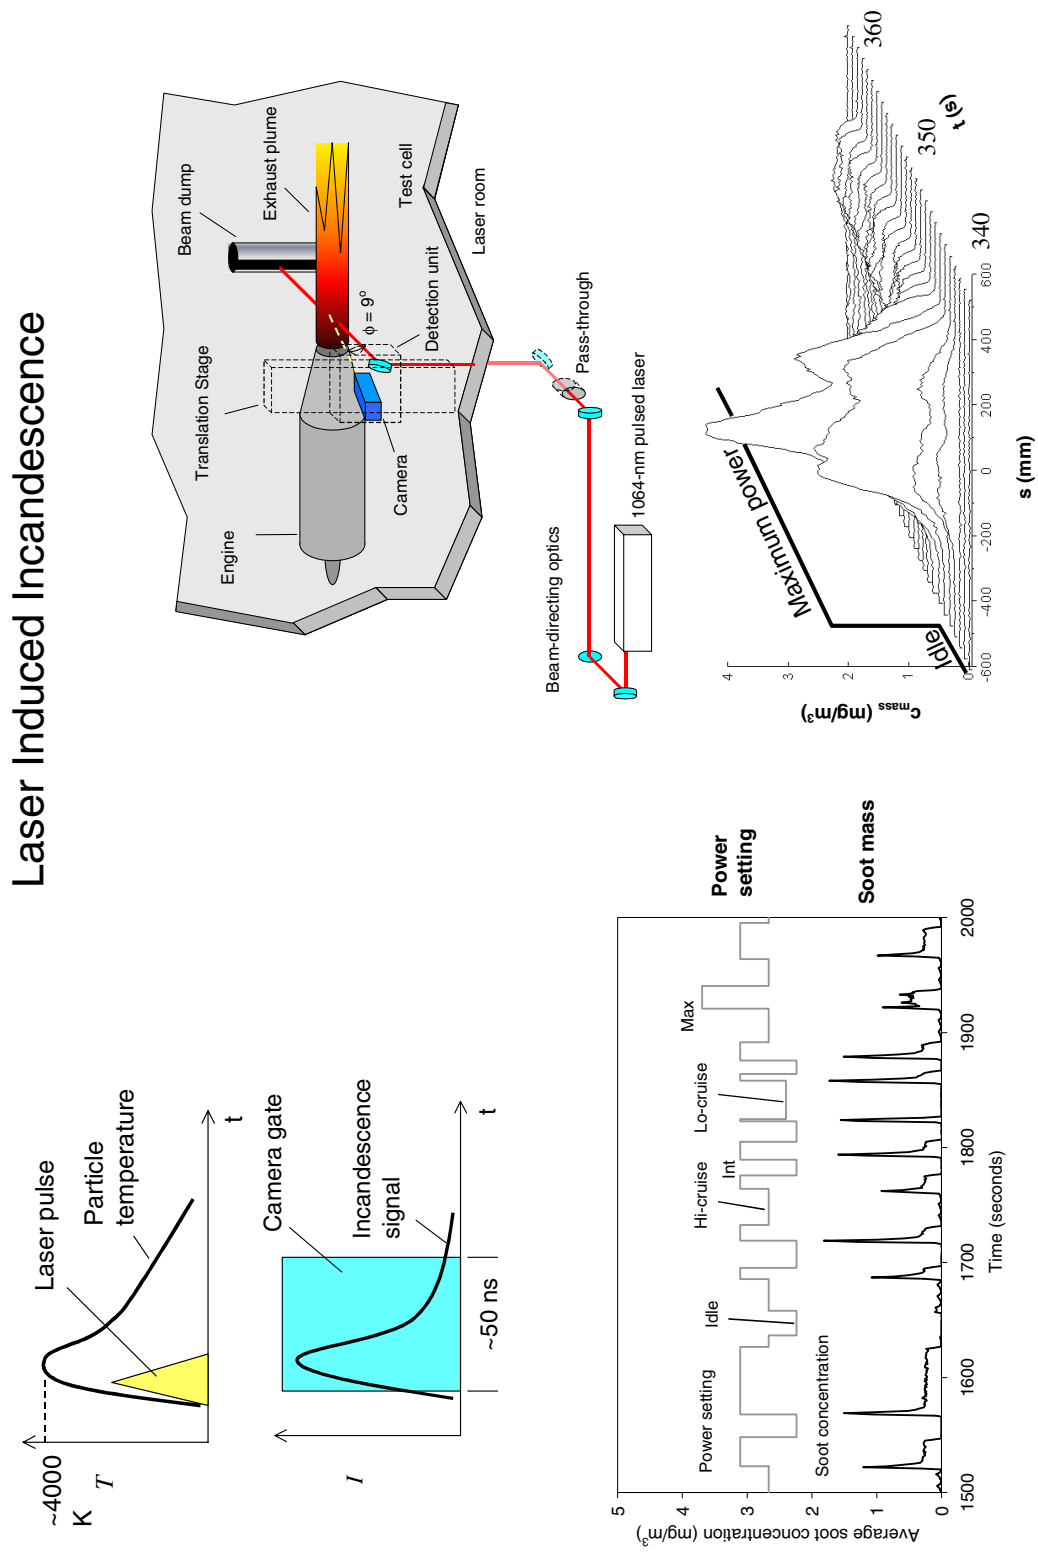 Laser Induced Incandescence
~4000
K
T
Laser pulse
Particle
temperature
t
I
Camera gate
Incandescence
signal
t
~50 ns
Engine
Translation Stage
Beam dump
Exhaust plume
Camera
ϕ = 9°
Detection unit
Test cell
Laser room
Beam-directing optics
Pass-through
1064-nm pulsed laser
Average soot concentration (mg/m³)
5
4
3
2
1
0
Power setting
Idle
Hi-cruise
Int
Lo-cruise
Max
Soot concentration
Power
setting
Soot mass
1500
1600
1700
1800
1900
2000
Time (seconds)
cmass (mg/m³)
4
3
2
1
0
Idle
Maximum power
-600
-400
-200
0
200
400
600
s (mm)
340
350
360
t (s)